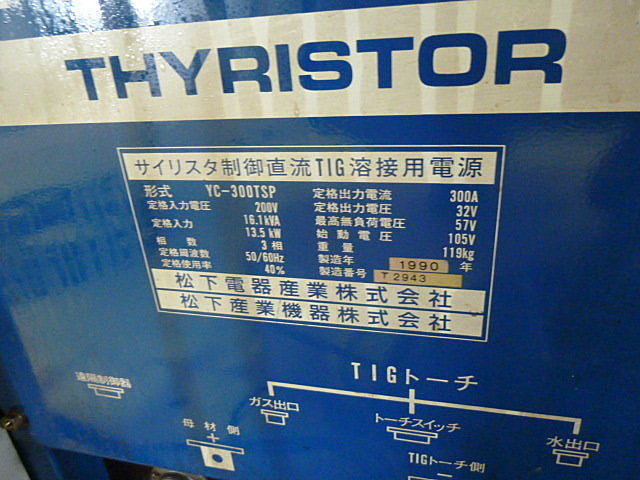 THYRISTOR
サイリスタ制御直流TIG溶接用電源
形式 YC-300TSP
定格入力電圧 200V
定格入力 16.1kVA
13.5kW
相数 3相
定格周波数 50/60Hz
定格使用率 40%
定格出力電流 300A
定格出力電圧 32V
最高無負荷電圧 57V
始動電圧 105V
重量 119kg
製造年 1990年
製造番号 T2943
松下電器産業株式会社
松下産業機器株式会社
遠隔制御器
TIGトーチ
ガス出口
トーチスイッチ
水出口
母材側
+
TIGトーチ側
−